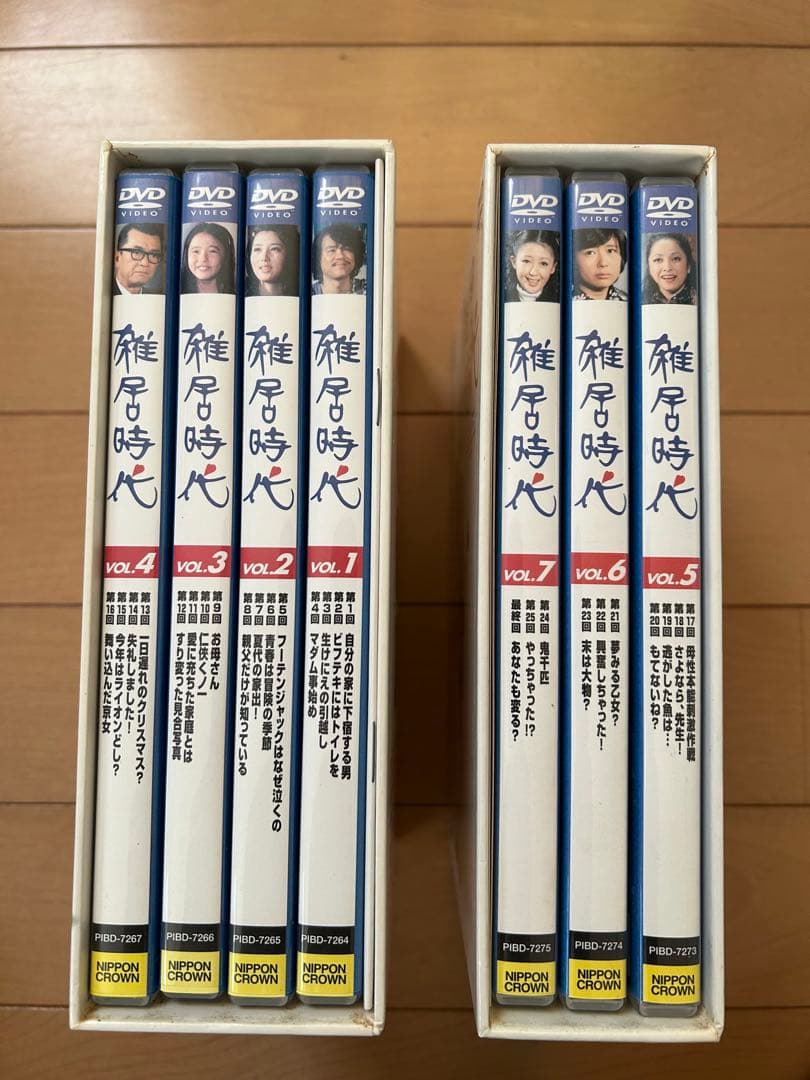 DVD
VIDEO
雑居時代
VOL.4
第13回 一日遅れのクリスマス?
第14回 失礼しました!
第15回 今年はライオンどし?
第16回 舞い込んだ京女
PIBD-7267
NIPPON
CROWN
DVD
VIDEO
雑居時代
VOL.3
第9回 お母さん
第10回 仁侠くノ一
第11回 愛に充ちた家庭とは
第12回 すり変った見合写真
PIBD-7266
NIPPON
CROWN
DVD
VIDEO
雑居時代
VOL.2
第5回 フーテンジャックはなぜ泣くの
第6回 青春は冒険の季節
第7回 夏代の家出!
第8回 親父だけが知っている
PIBD-7265
NIPPON
CROWN
DVD
VIDEO
雑居時代
VOL.1
第1回 自分の家に下宿する男
第2回 ビフテキにはトイレを
第3回 生けにえの引越し
第4回 マダム事始め
PIBD-7264
NIPPON
CROWN
DVD
VIDEO
雑居時代
VOL.7
第24回 鬼千匹
第25回 やっちゃった!?
最終回 あなたも変る?
PIBD-7275
NIPPON
CROWN
DVD
VIDEO
雑居時代
VOL.6
第21回 夢みる乙女?
第22回 興奮しちゃった!
第23回 末は大物?
PIBD-7274
NIPPON
CROWN
DVD
VIDEO
雑居時代
VOL.5
第17回 母性本能刺激作戦
第18回 さよなら、先生!
第19回 逃がした魚は…
第20回 もてないね?
PIBD-7273
NIPPON
CROWN